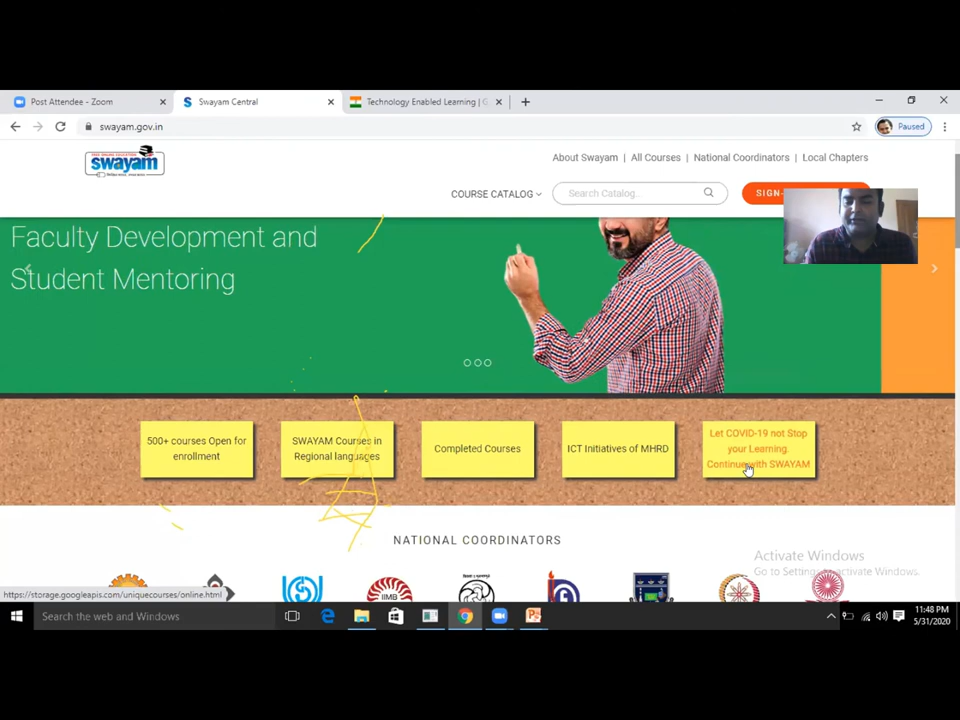 Post Attendee - Zoom
Swayam Central
Technology Enabled Learning | G
swayam.gov.in
Paused
swayam
About Swayam | All Courses | National Coordinators | Local Chapters
COURSE CATALOG
Search Catalog...
SIGN-
Faculty Development and
Student Mentoring
500+ courses Open for
enrollment
SWAYAM Courses in
Regional languages
Completed Courses
ICT Initiatives of MHRD
Let COVID-19 not Stop
your Learning.
Continue with SWAYAM
NATIONAL COORDINATORS
IIMB
Activate Windows
Go to Settings to activate Windows.
https://storage.googleapis.com/uniquecourses/online.html
Search the web and Windows
11:48 PM
5/31/2020